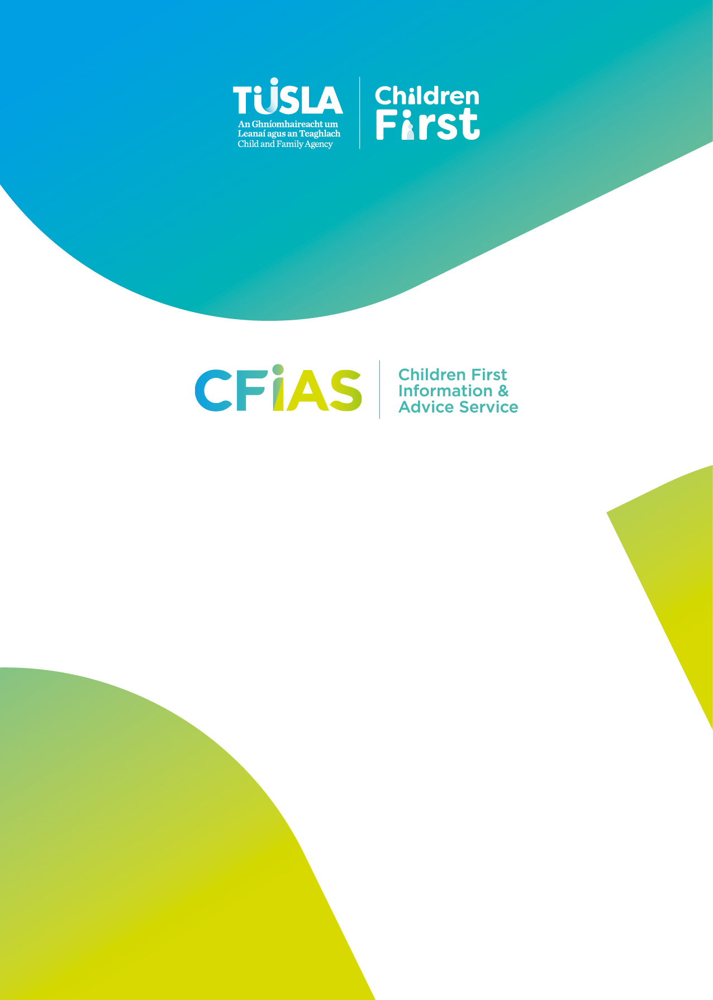 TUSLA
An Ghníomhaireacht um
Leanaí agus an Teaghlach
Child and Family Agency
Children
First
CFiAS
Children First
Information &
Advice Service